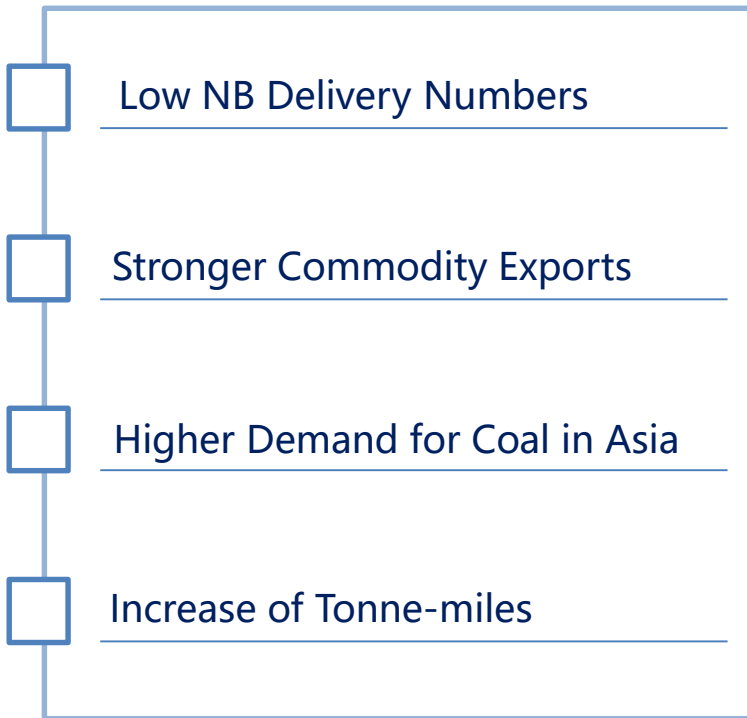 Low NB Delivery Numbers
Stronger Commodity Exports
Higher Demand for Coal in Asia
Increase of Tonne-miles